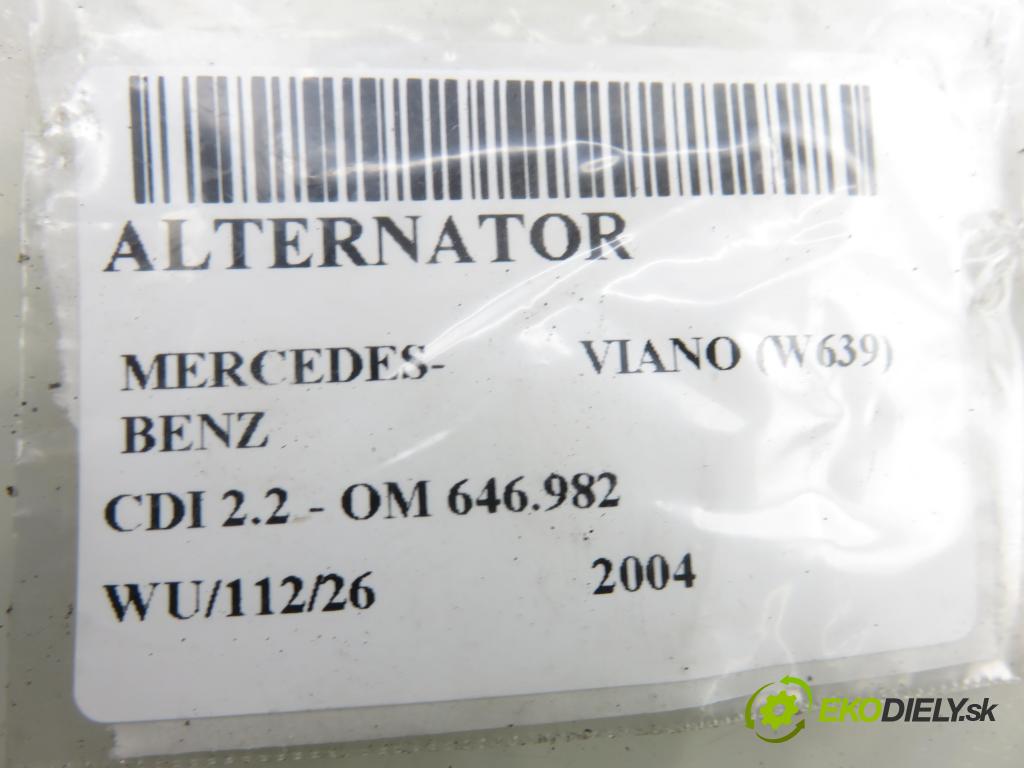 ALTERNATOR
MERCEDES- VIANO (W639)
BENZ
CDI 2.2 - OM 646.982
WU/112/26 2004
EKODIELY.sk